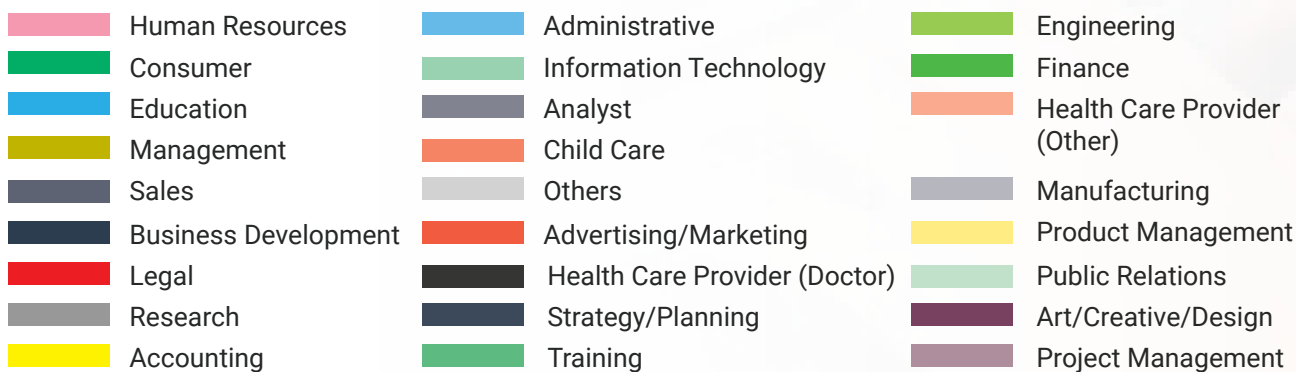 Human Resources
Consumer
Education
Management
Sales
Business Development
Legal
Research
Accounting
Administrative
Information Technology
Analyst
Child Care
Others
Advertising/Marketing
Health Care Provider (Doctor)
Strategy/Planning
Training
Engineering
Finance
Health Care Provider
(Other)
Manufacturing
Product Management
Public Relations
Art/Creative/Design
Project Management